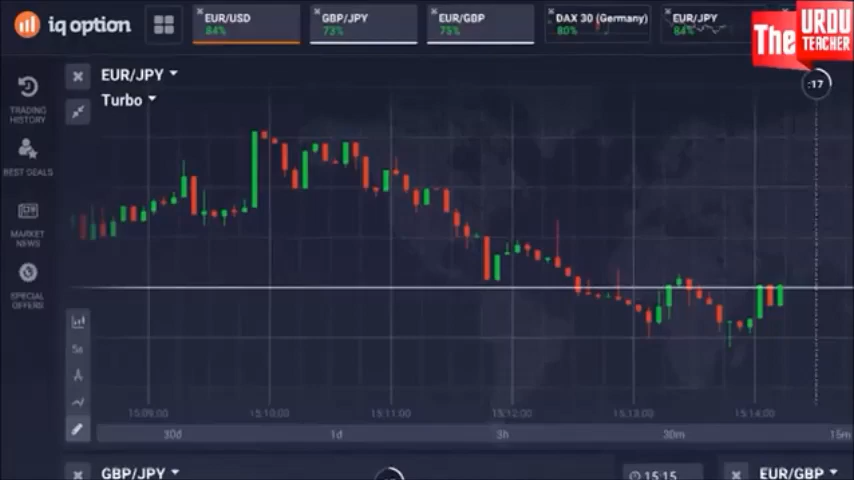 iq option
EUR/USD
84%
GBP/JPY
73%
EUR/GBP
75%
DAX 30 (Germany)
80%
EUR/JPY
84%
The URDU
TEACHER
:17
EUR/JPY
Turbo
TRADING
HISTORY
BEST DEALS
MARKET
NEWS
SPECIAL
OFFERS
5s
15:09:00 15:10:00 15:11:00 15:12:00 15:13:00 15:14:00
30d 1d 3h 30m 15m
GBP/JPY
15:15
EUR/GBP